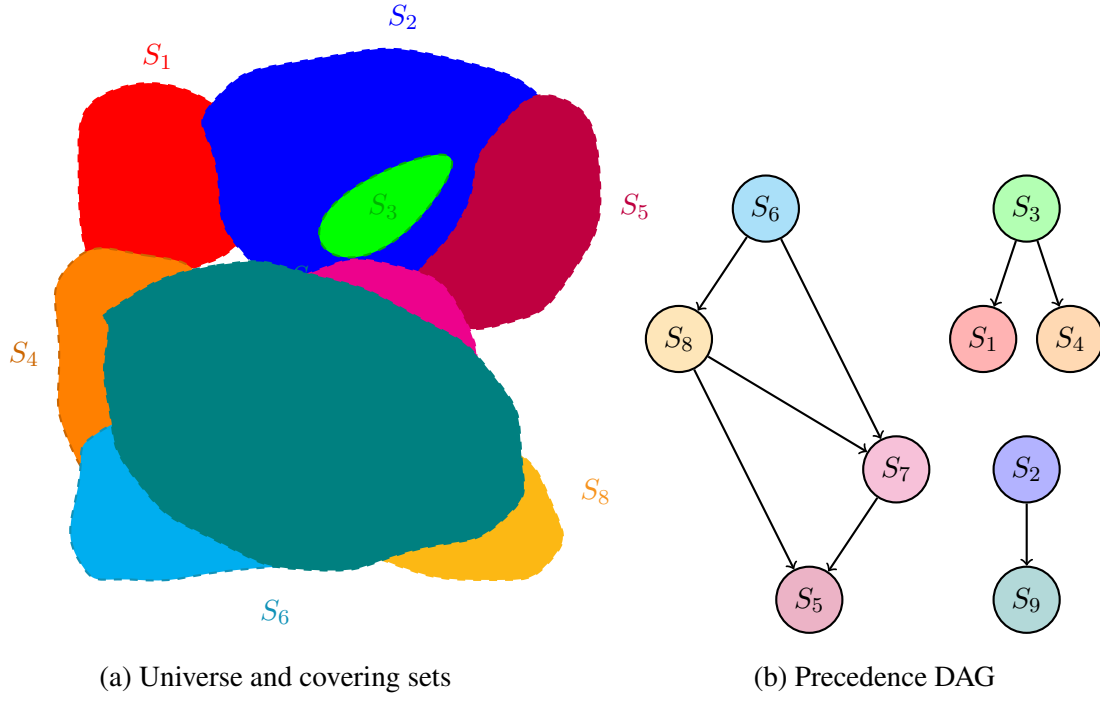 S₂
S₁
S₃
S₅
S₄
S₈
S₆
S₆
S₃
S₈
S₁
S₄
S₇
S₂
S₅
S₉
(a) Universe and covering sets
(b) Precedence DAG